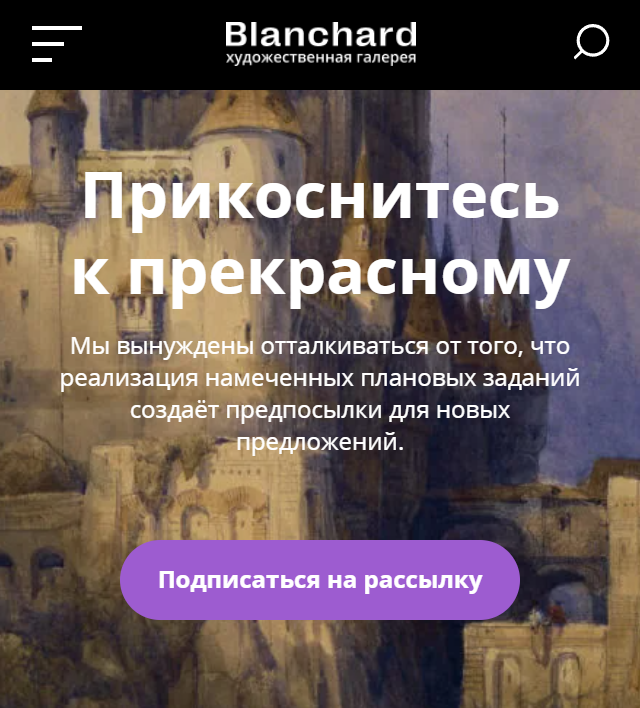 Blanchard
художественная галерея
Прикоснитесь
к прекрасному
Мы вынуждены отталкиваться от того, что
реализация намеченных плановых заданий
создаёт предпосылки для новых
предложений.
Подписаться на рассылку